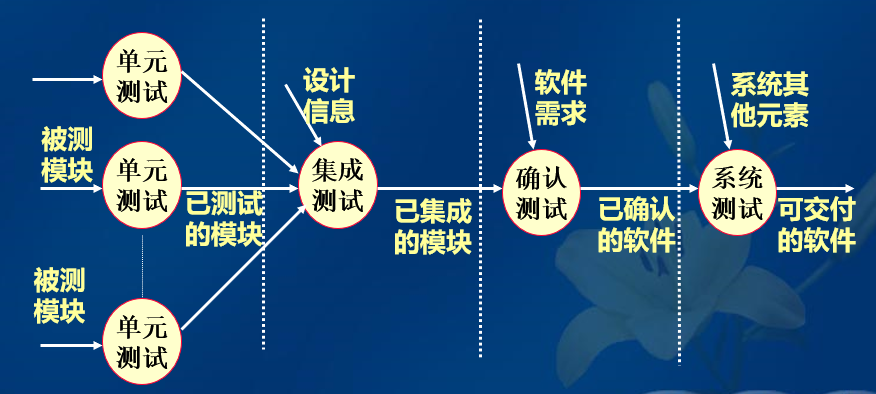 单元
测试
被测
模块
单元
测试
已测试
的模块
被测
模块
单元
测试
设计
信息
集成
测试
已集成
的模块
软件
需求
确认
测试
已确认
的软件
系统其
他元素
系统
测试
可交付
的软件